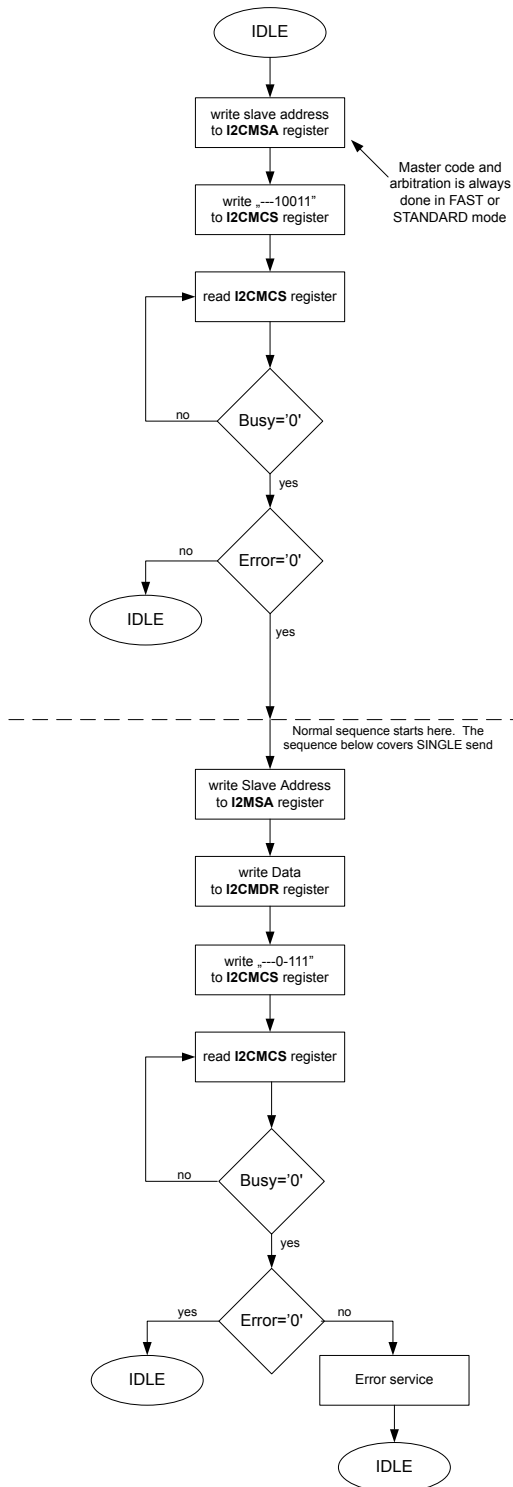 IDLE
write slave address
to I2CMSA register
Master code and
arbitration is always
done in FAST or
STANDARD mode
write „---10011”
to I2CMCS register
read I2CMCS register
Busy='0'
no
yes
Error='0'
no
IDLE
yes
Normal sequence starts here. The
sequence below covers SINGLE send
write Slave Address
to I2MSA register
write Data
to I2CMDR register
write „---0-111”
to I2CMCS register
read I2CMCS register
Busy='0'
no
yes
Error='0'
yes
no
IDLE
Error service
IDLE